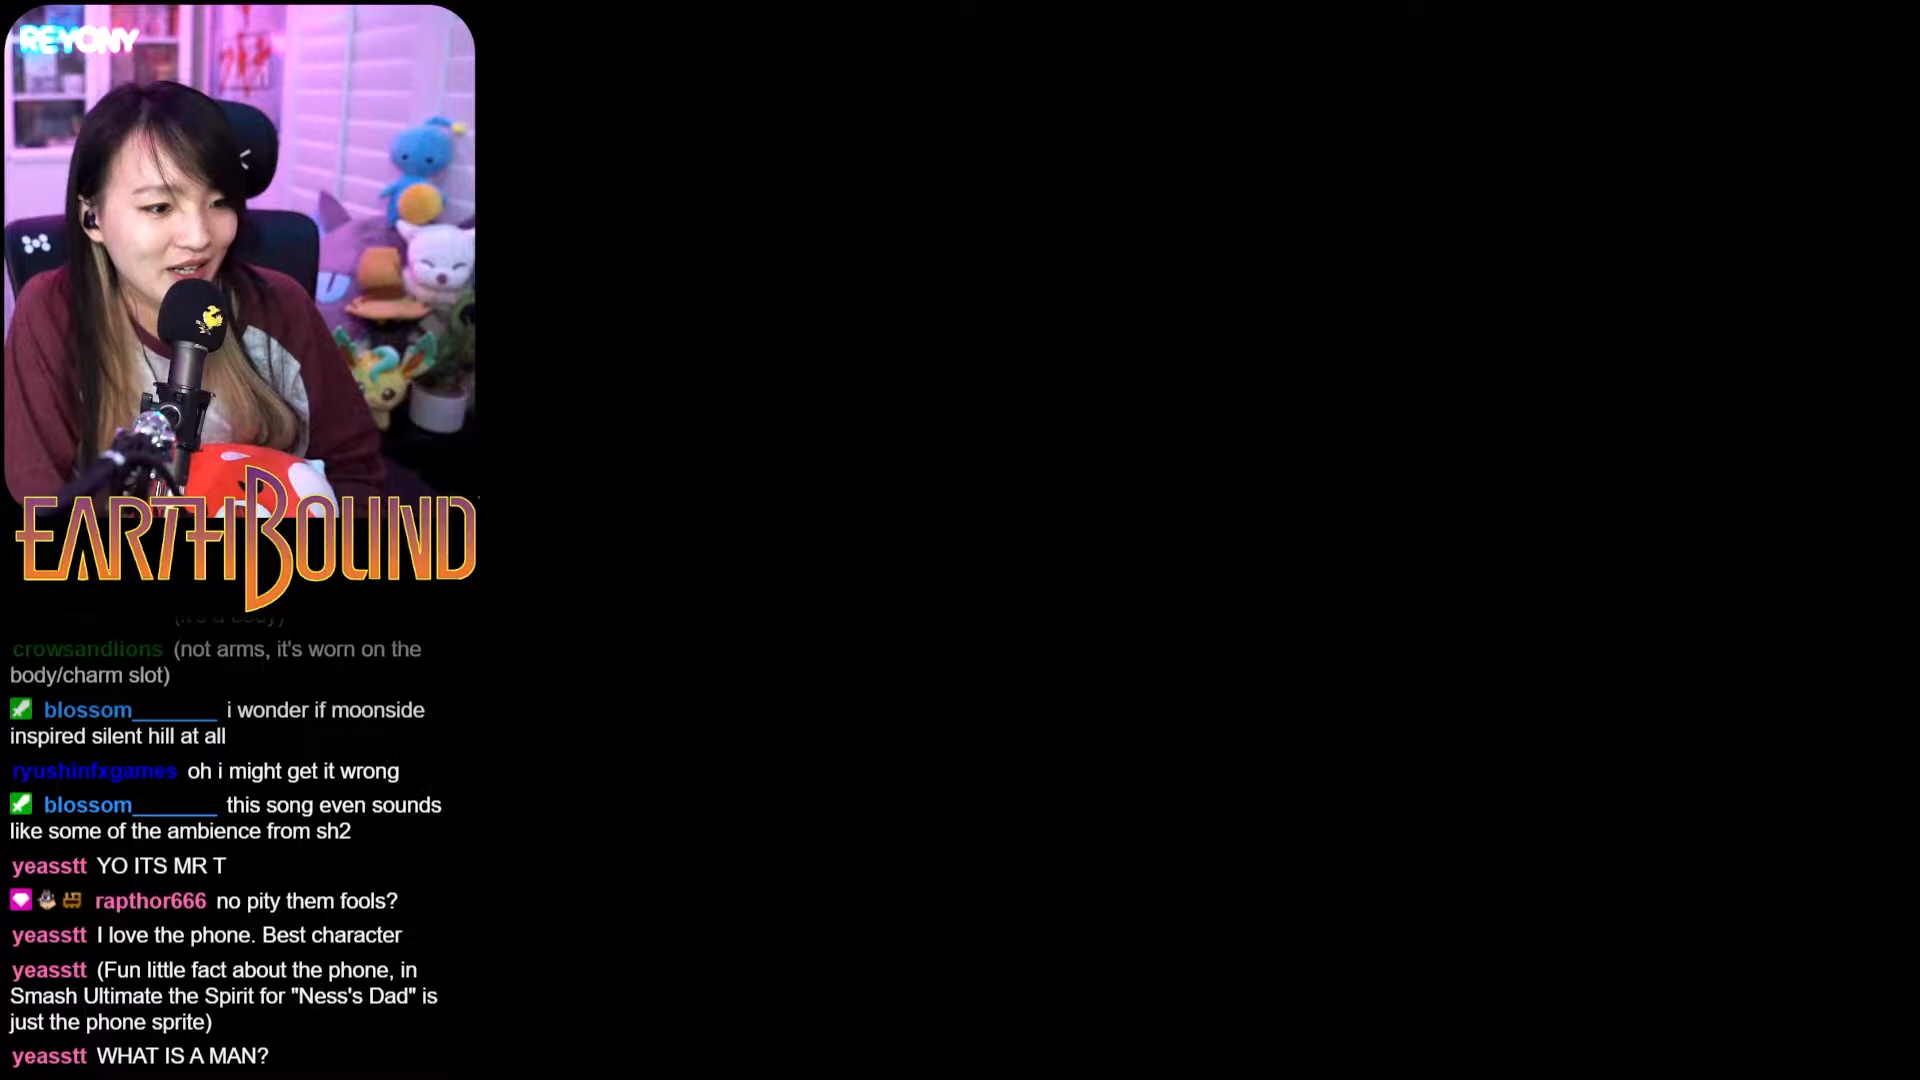 REYONY
EARTHBOUND
crowsandlions (not arms, it's worn on the
body/charm slot)
blossom_______ i wonder if moonside
inspired silent hill at all
ryushinfxgames oh i might get it wrong
blossom_______ this song even sounds
like some of the ambience from sh2
yeasstt YO ITS MR T
rapthor666 no pity them fools?
yeasstt I love the phone. Best character
yeasstt (Fun little fact about the phone, in
Smash Ultimate the Spirit for "Ness's Dad" is
just the phone sprite)
yeasstt WHAT IS A MAN?